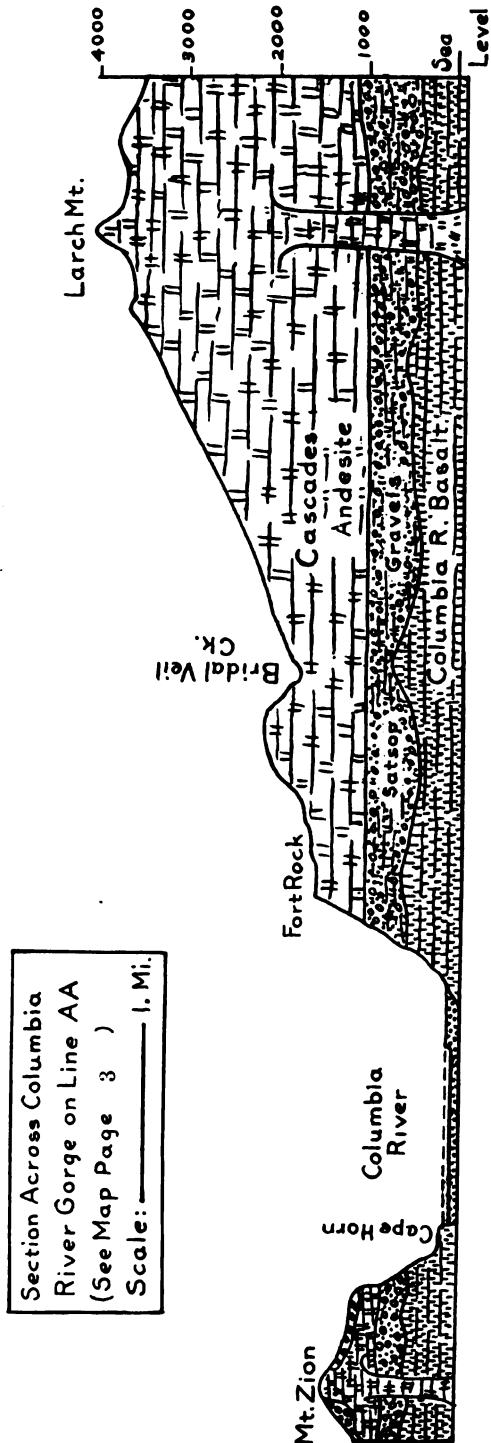 Section Across Columbia
River Gorge on Line AA
(See Map Page 3 )
Scale: 1. Mi.
Mt. Zion
Cape Horn
Columbia
River
Fort Rock
Bridal Veil
Ck.
Larch Mt.
Cascades
Andesite
Satsop Gravels
Columbia R. Basalt
4000
3000
2000
1000
Sea
Level